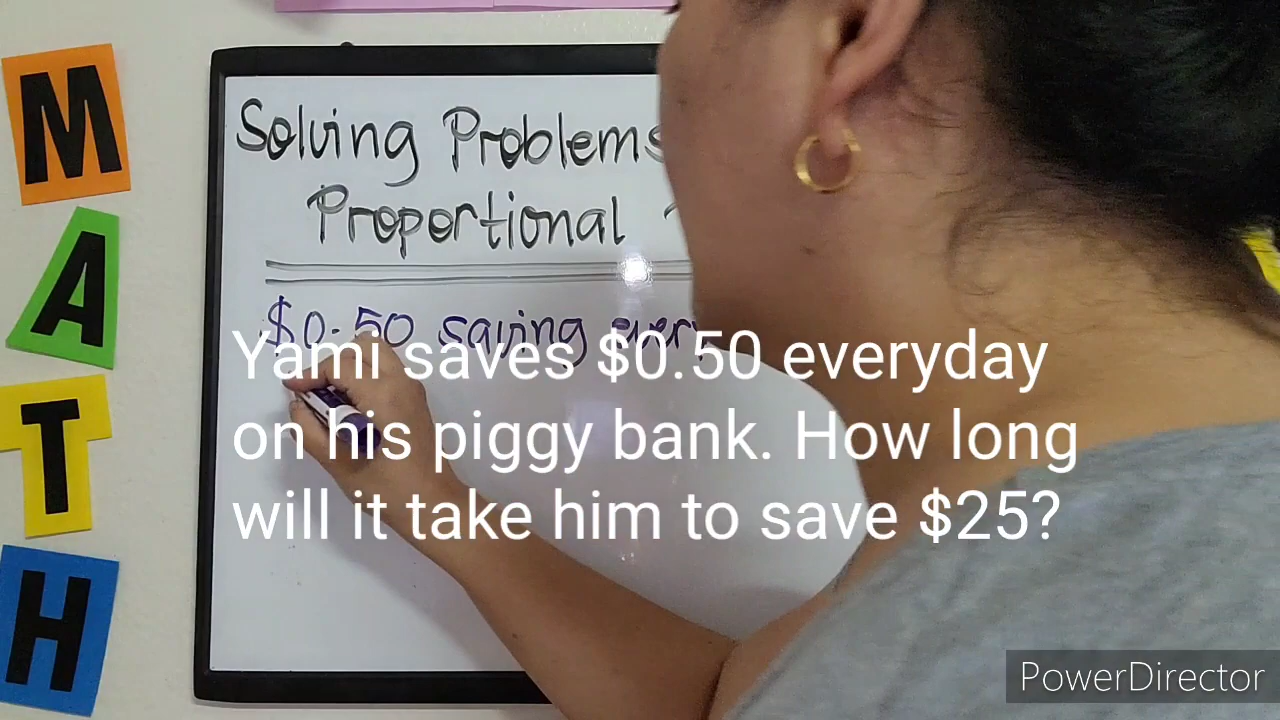 M
A
T
H
Solving Problems
Proportional
$0.50 saving every
Yami saves $0.50 everyday
on his piggy bank. How long
will it take him to save $25?
PowerDirector